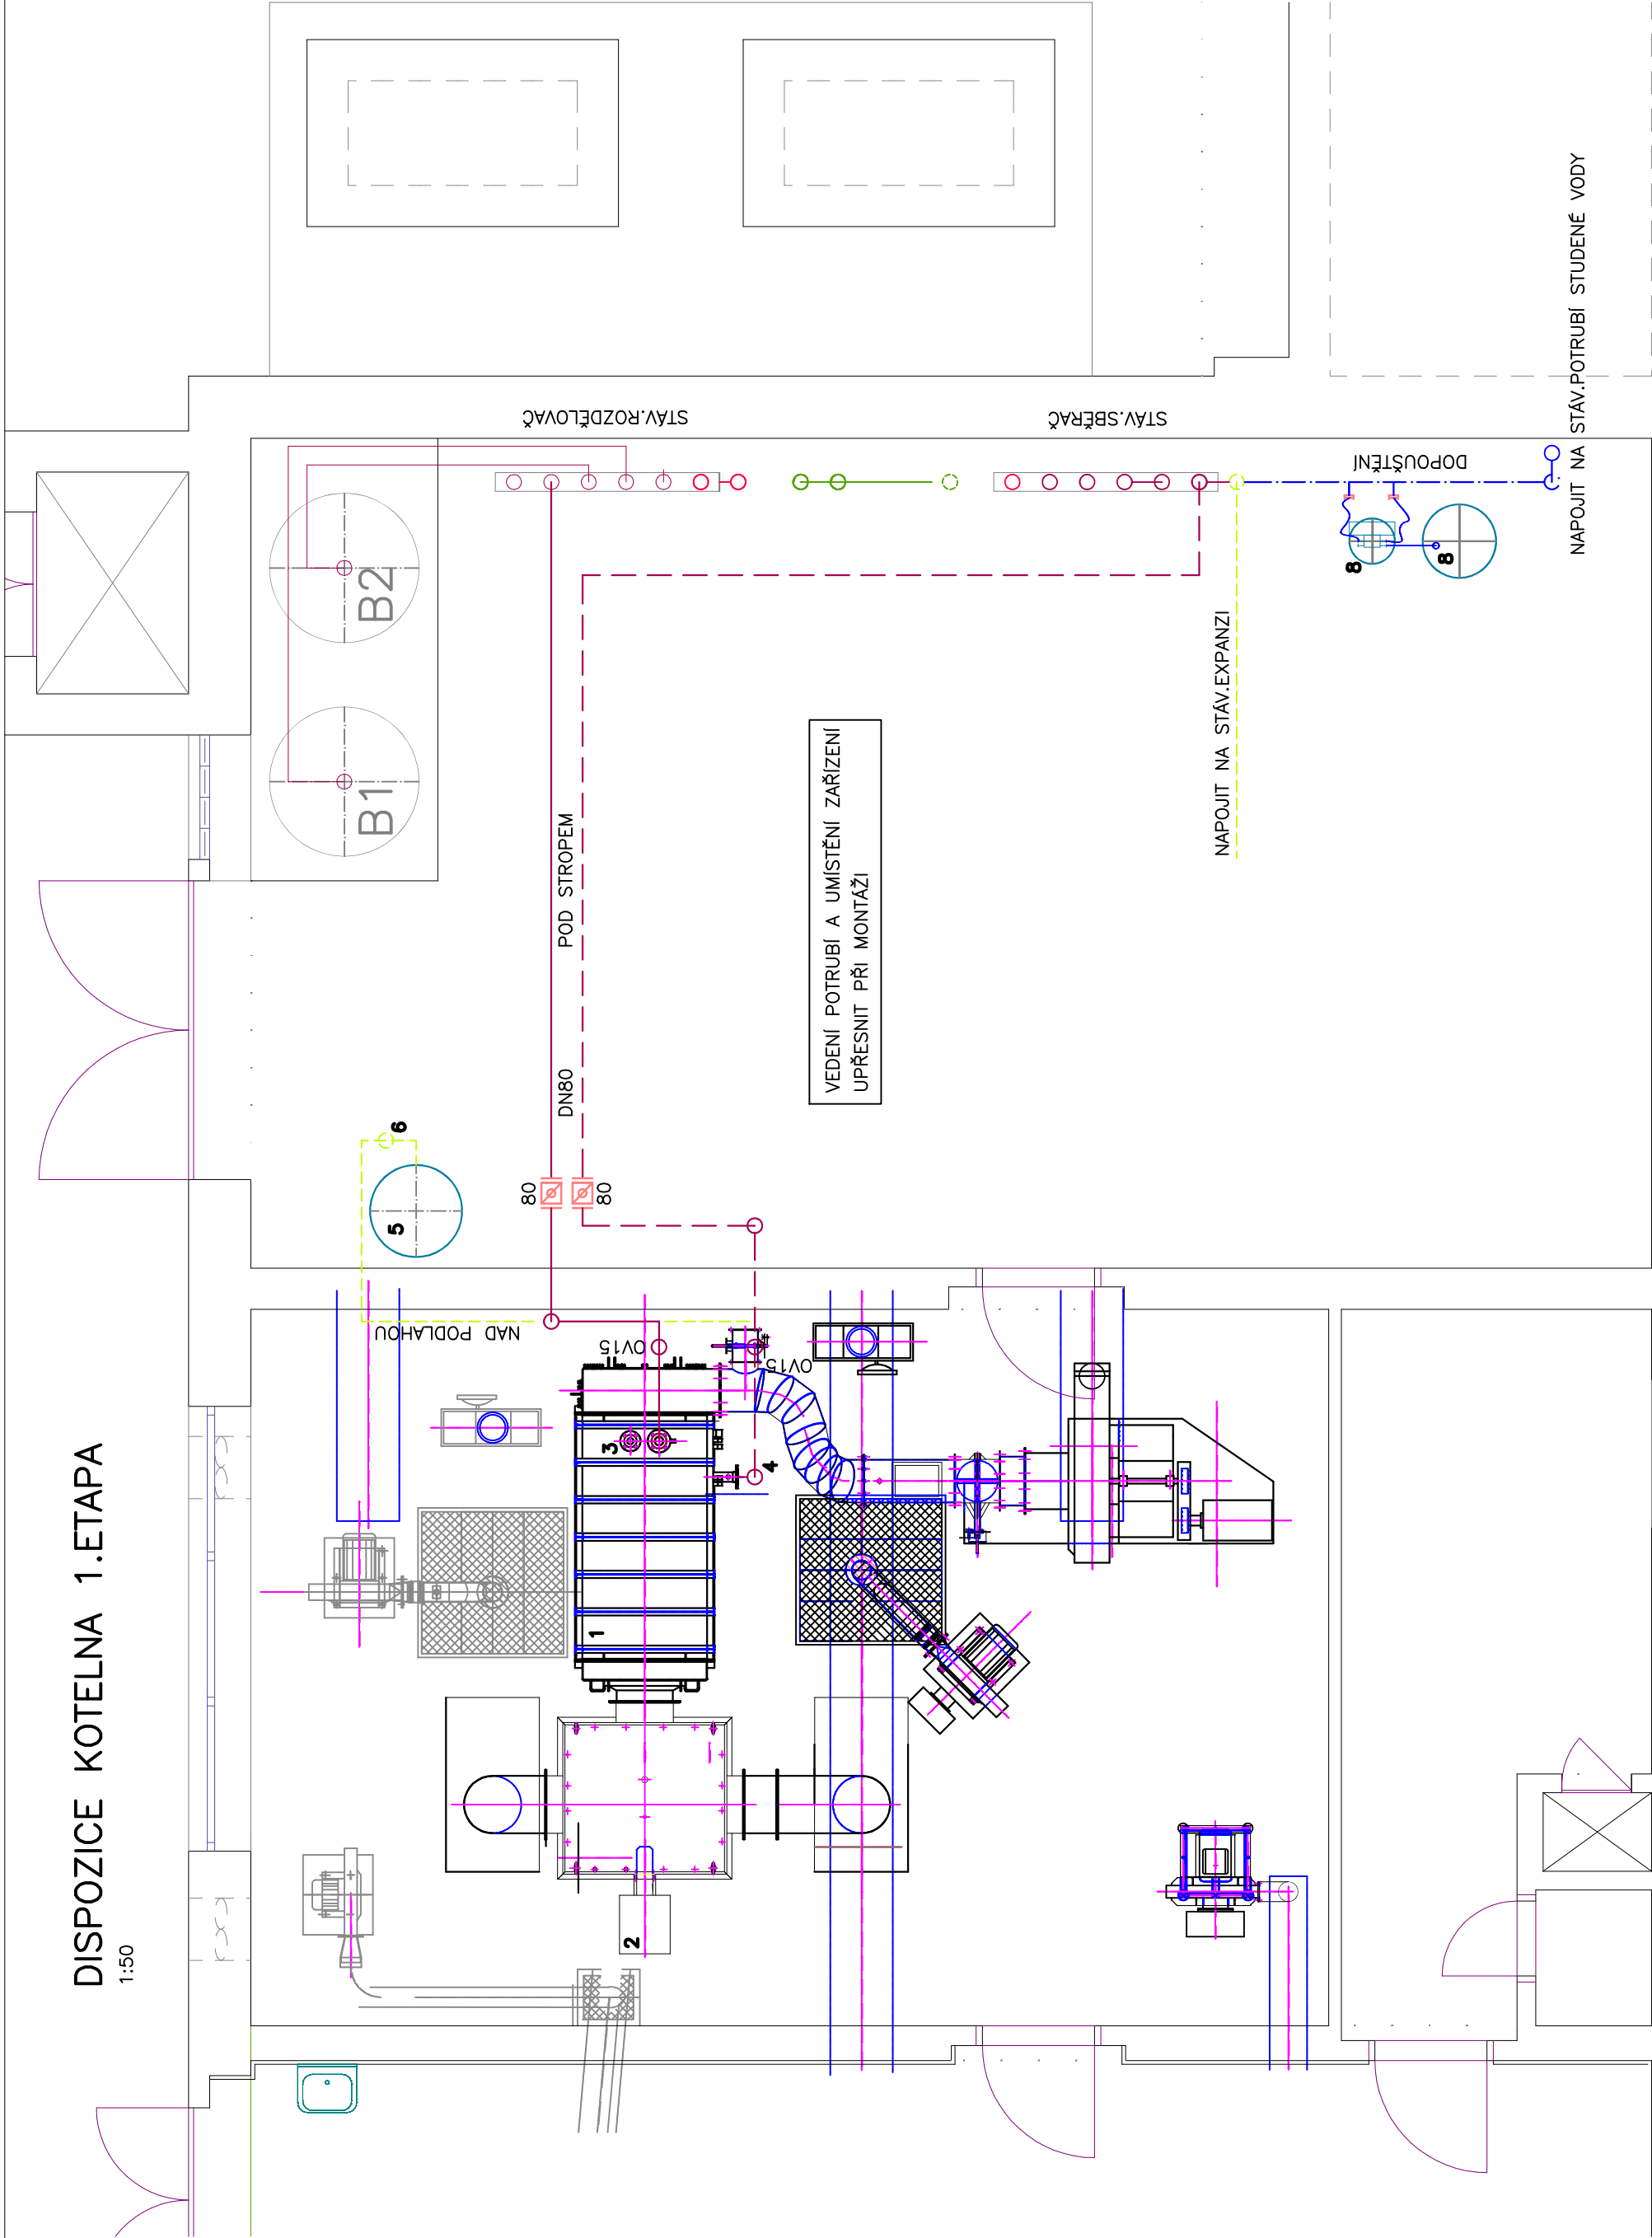 DISPOZICE KOTELNA 1.ETAPA
1:50
B1
B2
STÁV.ROZDĚLOVAČ
STÁV.SBĚRAČ
DOPOUŠTĚNÍ
NAPOJIT NA STÁV.POTRUBÍ STUDENÉ VODY
NAPOJIT NA STÁV.EXPANZI
8
8
POD STROPEM
DN80
VEDENÍ POTRUBÍ A UMÍSTĚNÍ ZAŘÍZENÍ
UPŘESNIT PŘI MONTÁŽI
6
5
80
80
NAD PODLAHOU
OV15
OV15
3
4
1
2